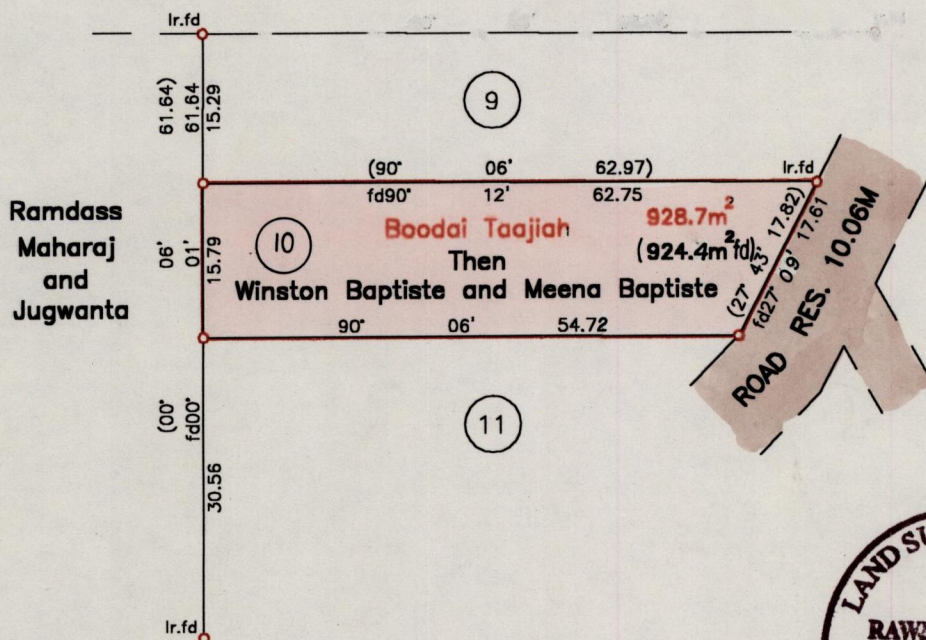 Ir.fd
(00° 06' 61.64)
fd00° 01' 61.64
15.29
9
(90° 06' 62.97)
Ir.fd
fd90° 12' 62.75
Ramdass
Maharaj
and
Jugwanta
15.79
10
Boodai Taajiah
928.7m²
(924.4m²fd)
Then
Winston Baptiste and Meena Baptiste
(27° 43' 17.82)
fd27° 09' 17.61
ROAD RES. 10.06M
90° 06' 54.72
11
30.56
Ir.fd
LAND SU
RAW